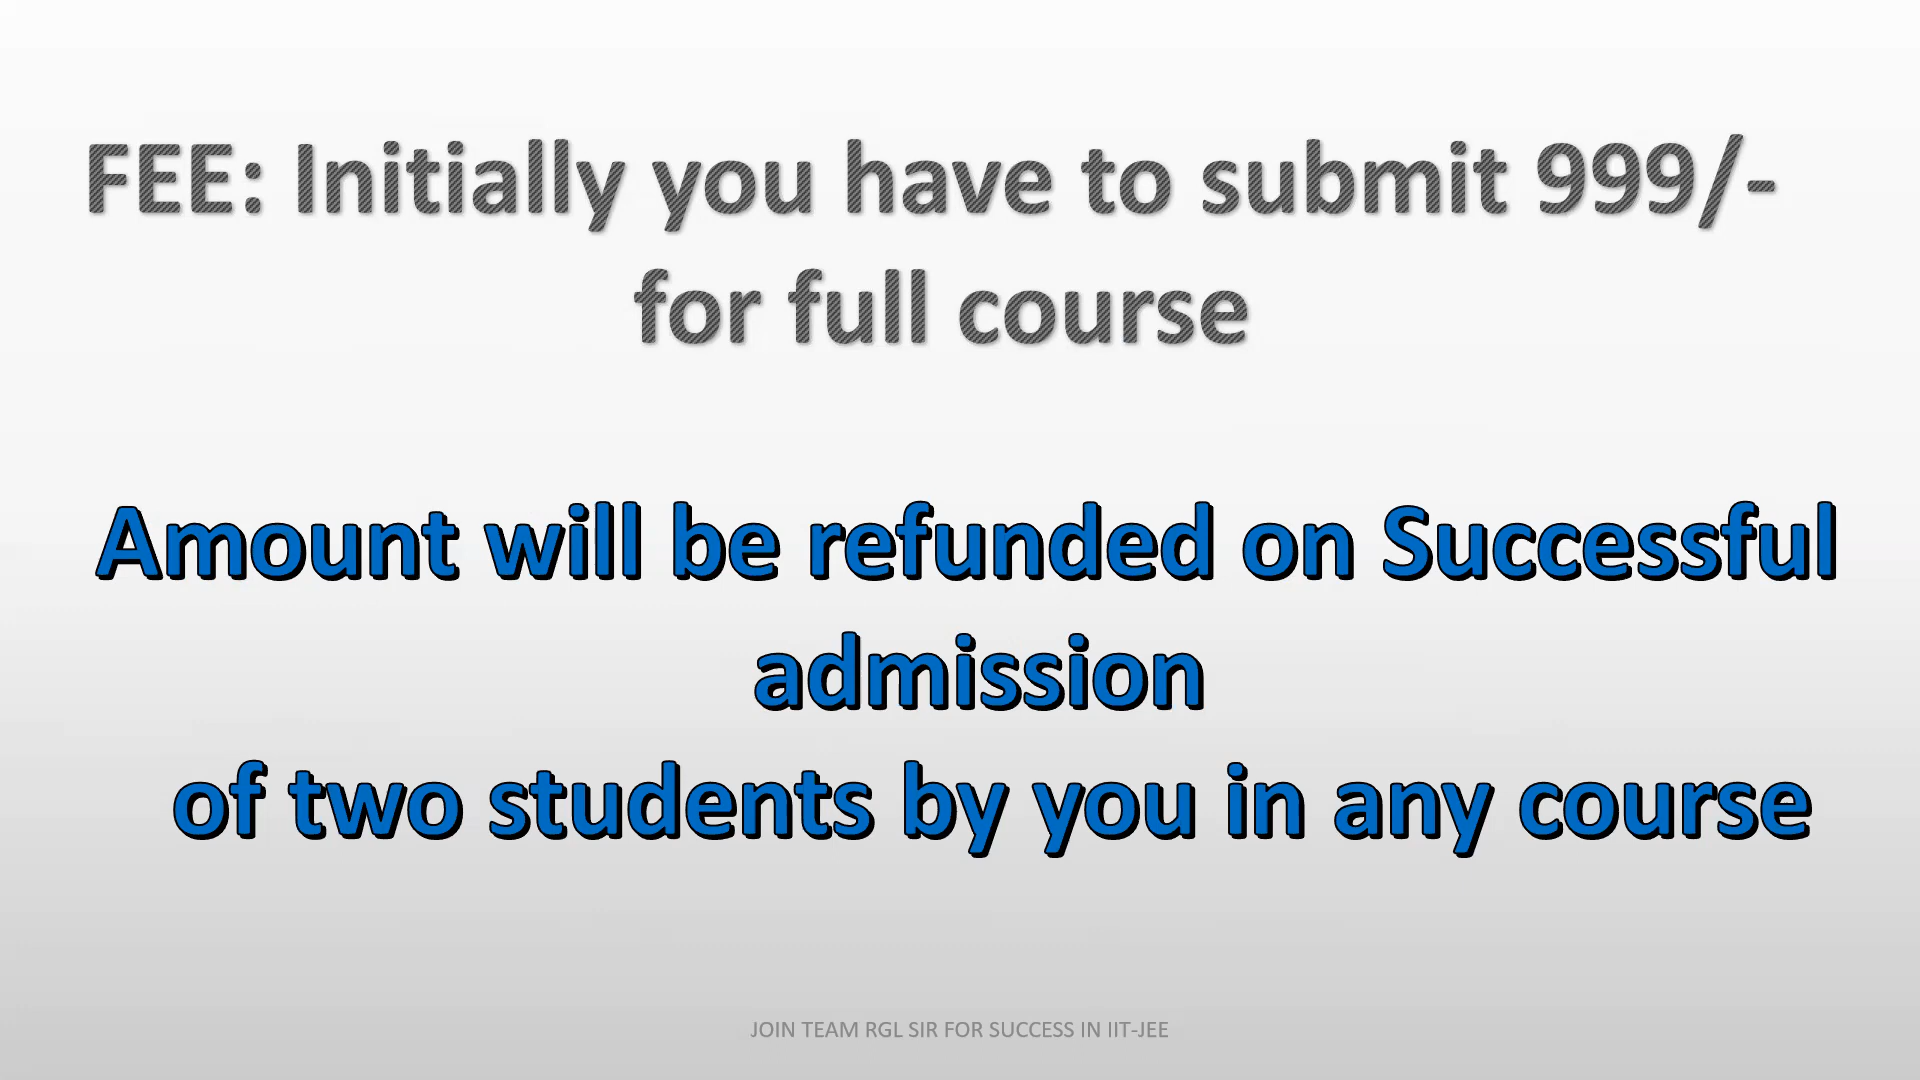 FEE: Initially you have to submit 999/-
for full course
Amount will be refunded on Successful
admission
of two students by you in any course
JOIN TEAM RGL SIR FOR SUCCESS IN IIT-JEE